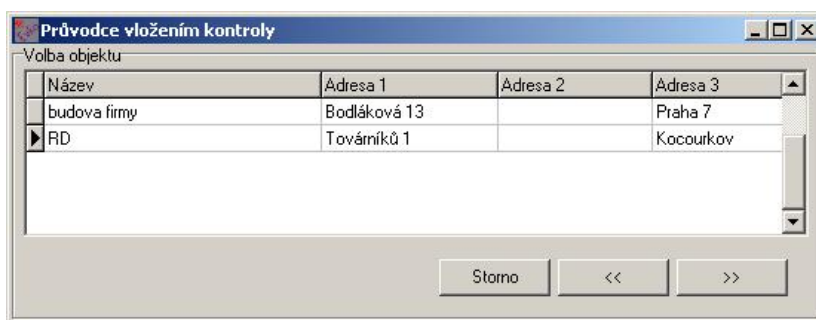 Průvodce vložením kontroly
Volba objektu
Název Adresa 1 Adresa 2 Adresa 3
budova firmy Bodláková 13 Praha 7
RD Továrníků 1 Kocourkov
Storno << >>